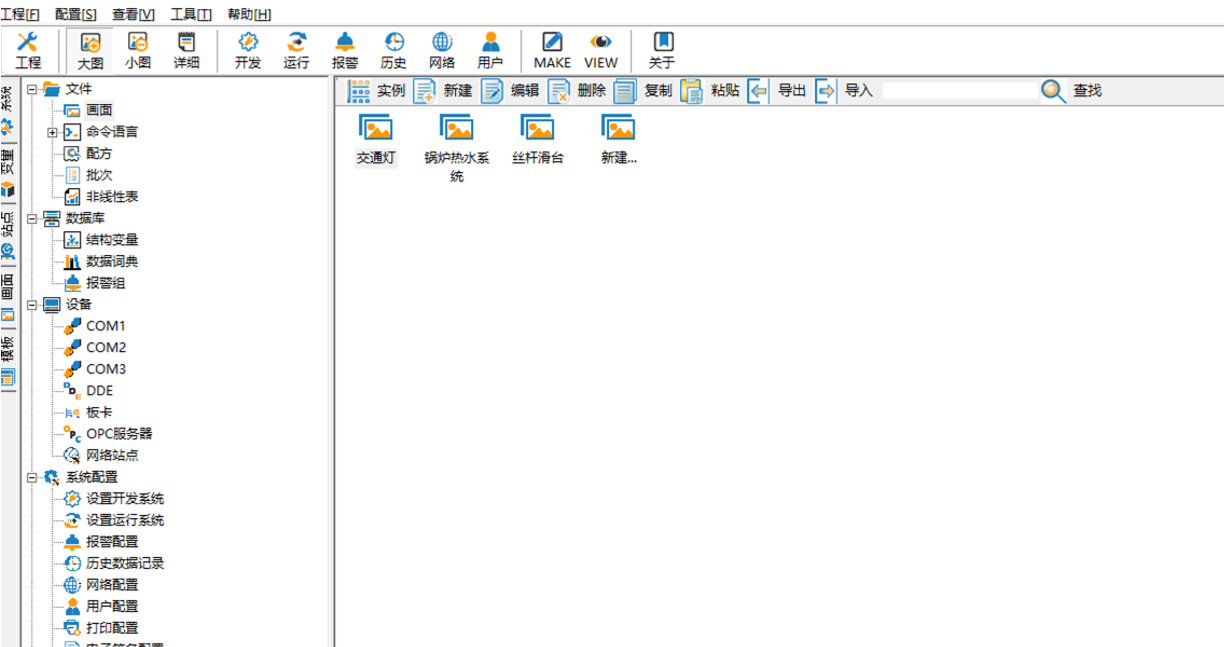 工程[F] 配置[S] 查看[V] 工具[T] 帮助[H]
工程 大图 小图 详细 开发 运行 报警 历史 网络 用户 MAKE VIEW 关于
系统
变量
站点
画面
模板
文件
画面
命令语言
配方
批次
非线性表
数据库
结构变量
数据词典
报警组
设备
COM1
COM2
COM3
DDE
板卡
OPC服务器
网络站点
系统配置
设置开发系统
设置运行系统
报警配置
历史数据记录
网络配置
用户配置
打印配置
实例 新建 编辑 删除 复制 粘贴 导出 导入 查找
交通灯 锅炉热水系 丝杆滑台 新建...
统